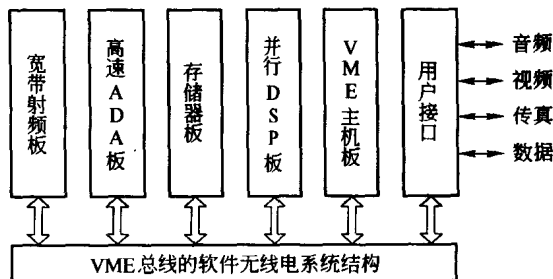 宽带射频板
高速ADA板
存储器板
并行DSP板
VME主机板
用户接口
音频
视频
传真
数据
VME总线的软件无线电系统结构